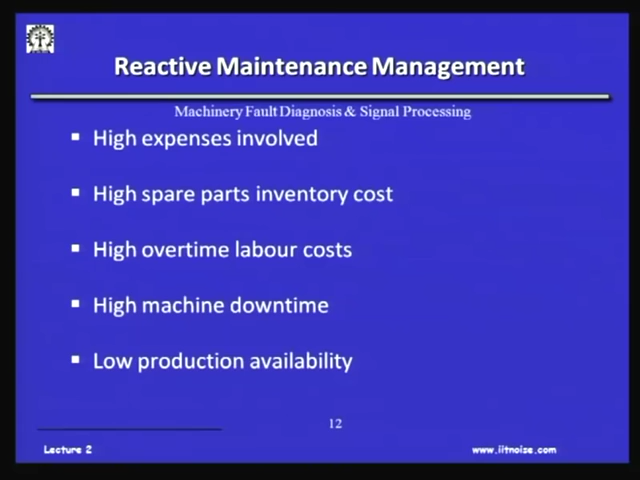 Reactive Maintenance Management
Machinery Fault Diagnosis & Signal Processing
▪ High expenses involved
▪ High spare parts inventory cost
▪ High overtime labour costs
▪ High machine downtime
▪ Low production availability
12
Lecture 2
www.iitnoise.com